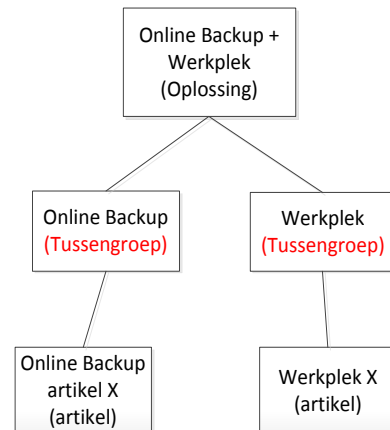 Online Backup +
Werkplek
(Oplossing)
Online Backup
(Tussengroep)
Werkplek
(Tussengroep)
Online Backup
artikel X
(artikel)
Werkplek X
(artikel)